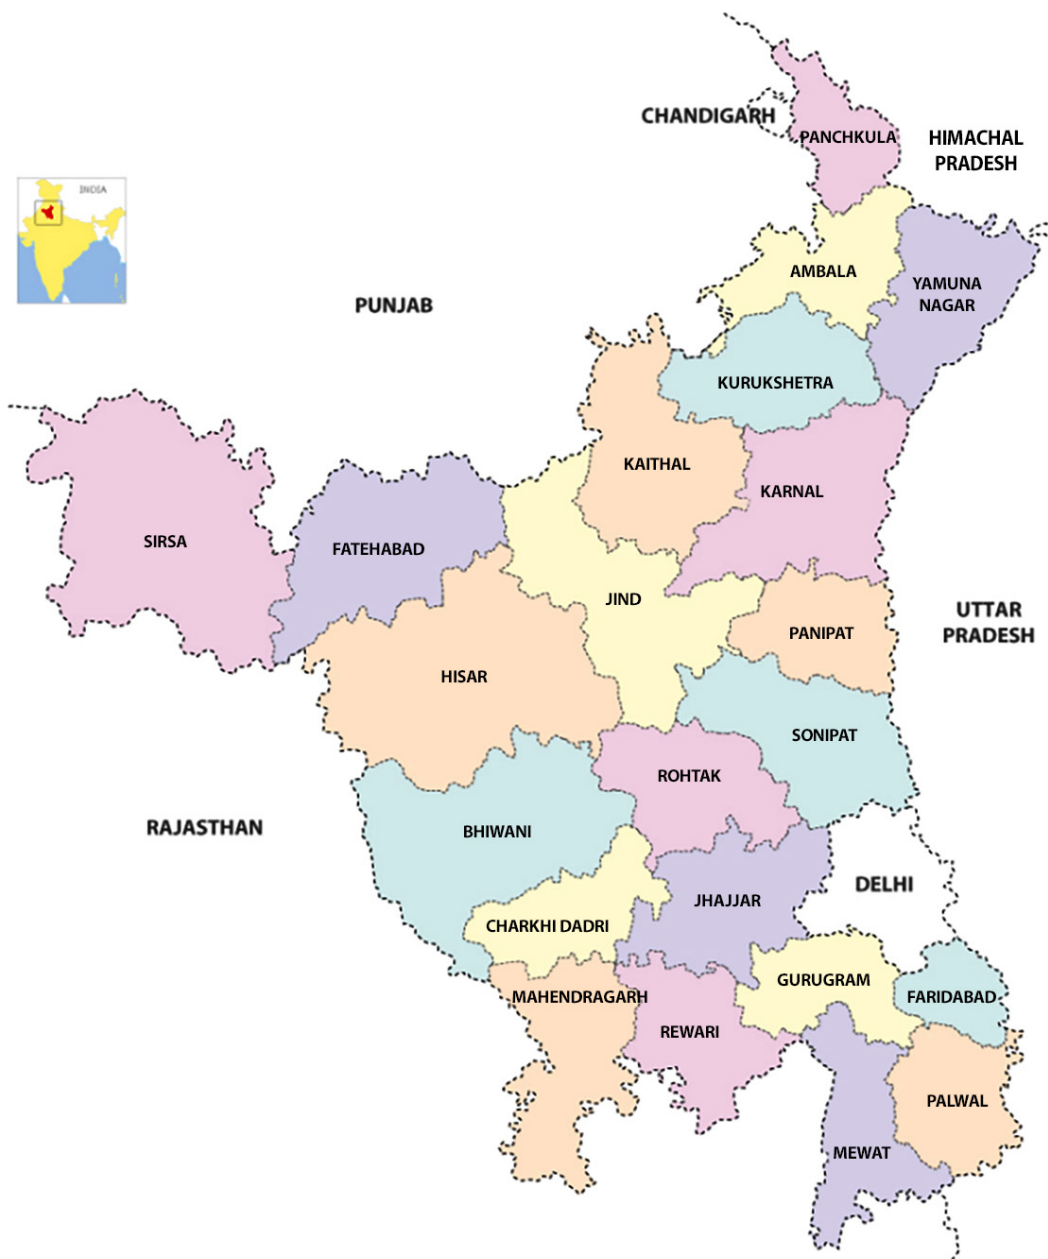 CHANDIGARH
PANCHKULA
HIMACHAL
PRADESH
INDIA
AMBALA
YAMUNA
NAGAR
PUNJAB
KURUKSHETRA
KAITHAL
KARNAL
SIRSA
FATEHABAD
JIND
UTTAR
PRADESH
PANIPAT
HISAR
SONIPAT
ROHTAK
RAJASTHAN
BHIWANI
DELHI
JHAJJAR
CHARKHI DADRI
GURUGRAM
MAHENDRAGARH
FARIDABAD
REWARI
PALWAL
MEWAT